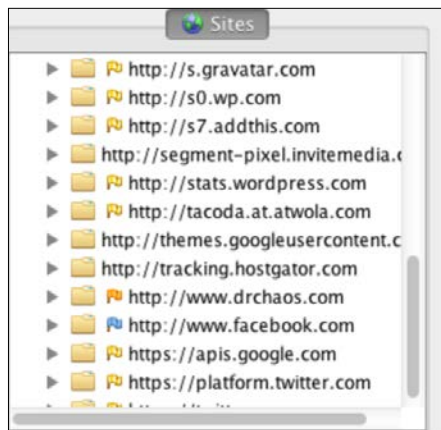 Sites
http://s.gravatar.com
http://s0.wp.com
http://s7.addthis.com
http://segment-pixel.invitemedia.c
http://stats.wordpress.com
http://tacoda.at.atwola.com
http://themes.googleusercontent.c
http://tracking.hostgator.com
http://www.drchaos.com
http://www.facebook.com
https://apis.google.com
https://platform.twitter.com